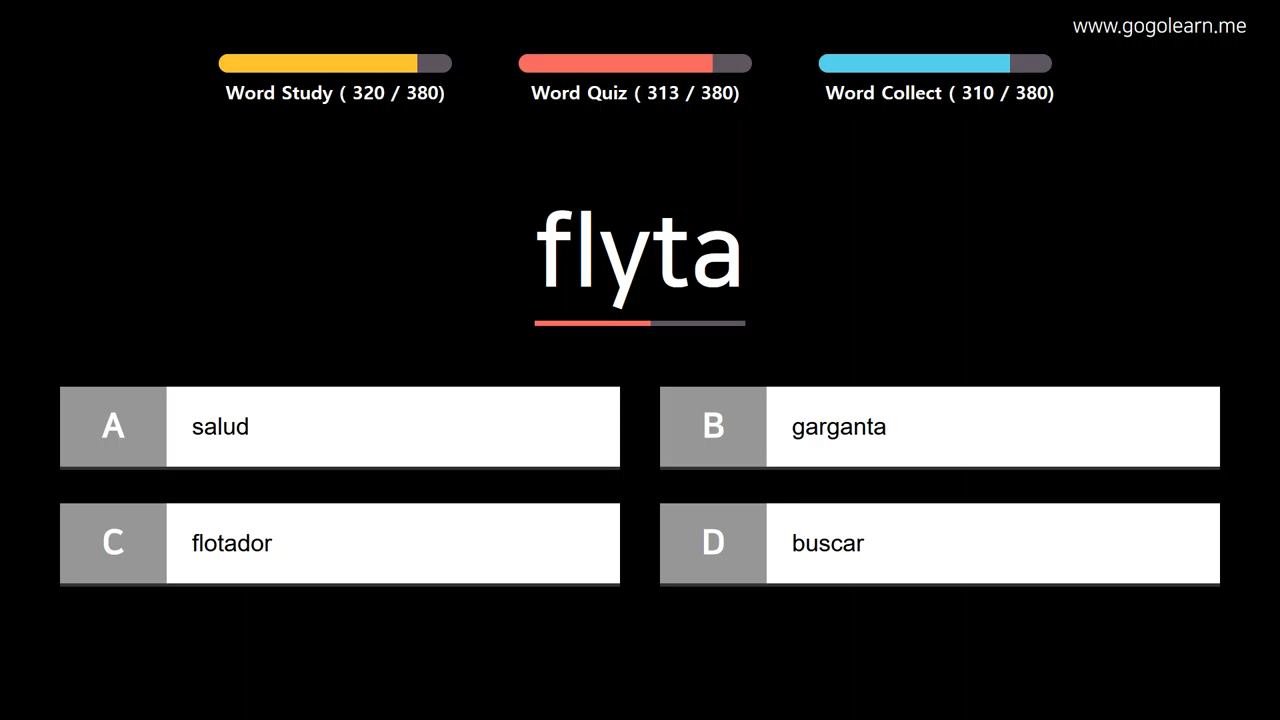 www.gogolearn.me
Word Study ( 320 / 380)
Word Quiz ( 313 / 380)
Word Collect ( 310 / 380)
flyta
A salud
B garganta
C flotador
D buscar